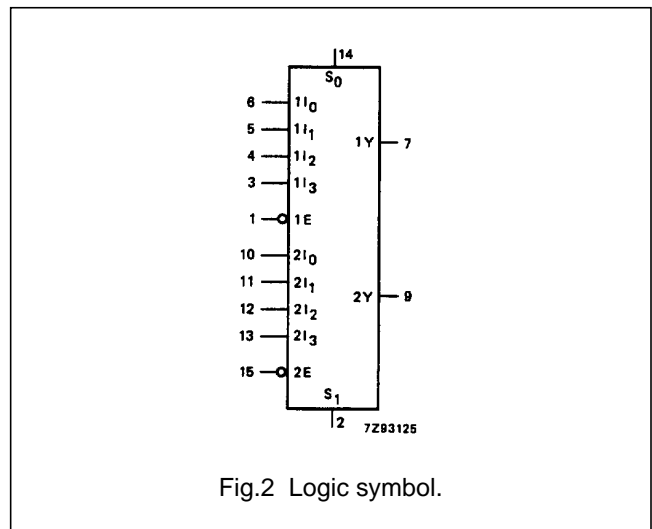 14
S₀
6 1I₀
5 1I₁
4 1I₂
1Y 7
3 1I₃
1 1E
10 2I₀
11 2I₁
2Y 9
12 2I₂
13 2I₃
15 2E
S₁
2
7Z93125
Fig.2 Logic symbol.